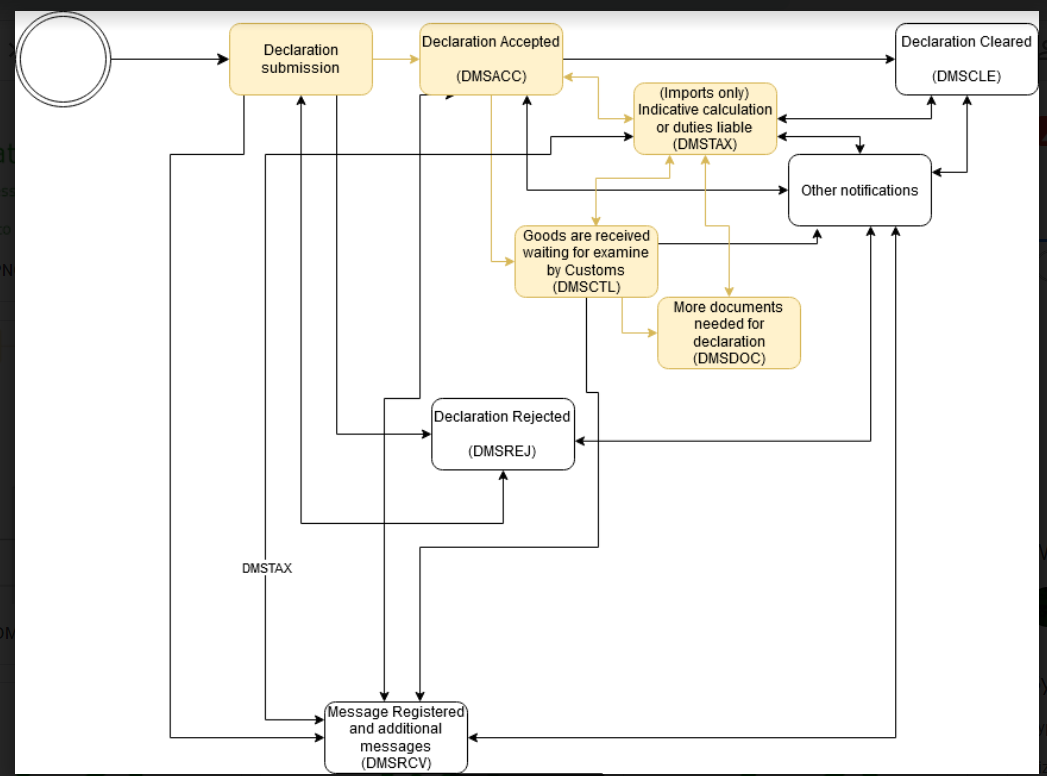 Declaration
submission
Declaration Accepted
(DMSACC)
Declaration Cleared
(DMSCLE)
(Imports only)
Indicative calculation
or duties liable
(DMSTAX)
Other notifications
Goods are received
waiting for examine
by Customs
(DMSCTL)
More documents
needed for
declaration
(DMSDOC)
Declaration Rejected
(DMSREJ)
DMSTAX
Message Registered
and additional
messages
(DMSRCV)